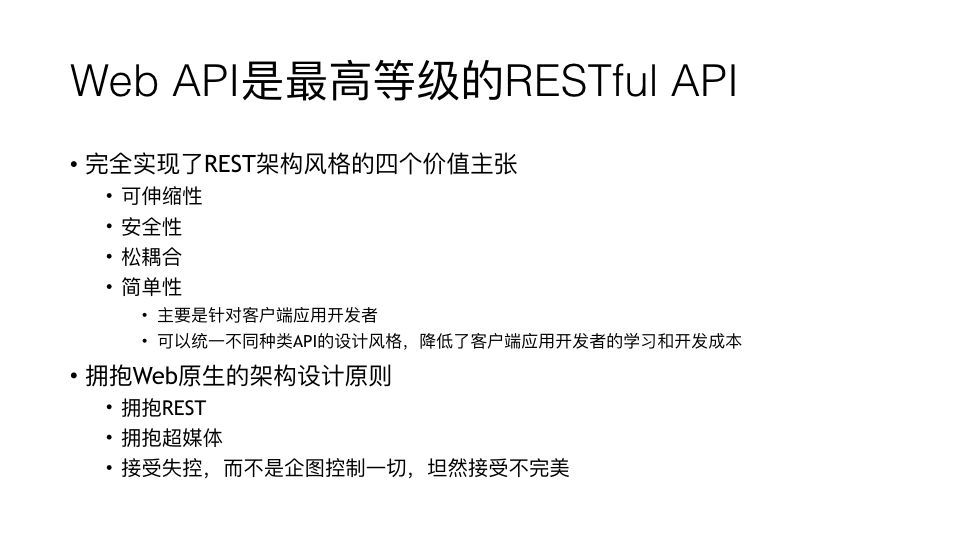 Web API是最高等级的RESTful API
• 完全实现了REST架构风格的四个价值主张
• 可伸缩性
• 安全性
• 松耦合
• 简单性
• 主要是针对客户端应用开发者
• 可以统一不同种类API的设计风格，降低了客户端应用开发者的学习和开发成本
• 拥抱Web原生的架构设计原则
• 拥抱REST
• 拥抱超媒体
• 接受失控，而不是企图控制一切，坦然接受不完美